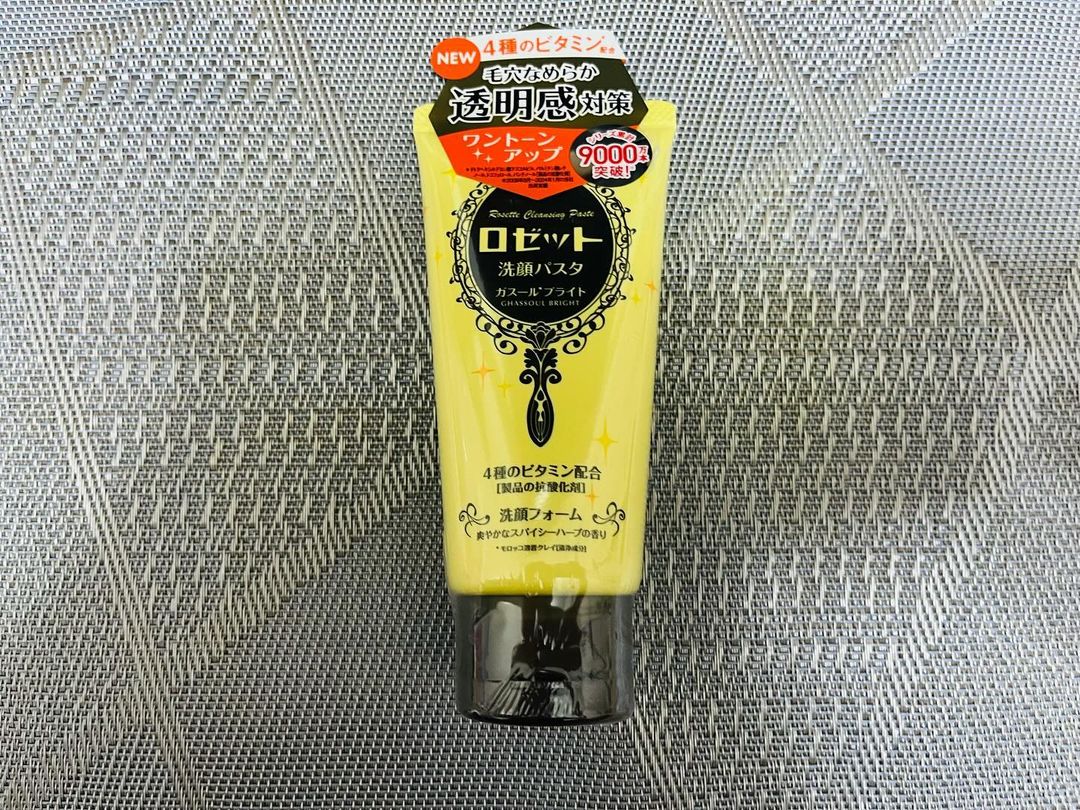 NEW
4種のビタミン
配合
毛穴なめらか
透明感対策
ワントーン
アップ
シリーズ累計
9000万本
突破!
Rosette Cleansing Paste
ロゼット
洗顔パスタ
ガスール*ブライト
GHASSOUL BRIGHT
4種のビタミン配合
[製品の抗酸化剤]
洗顔フォーム
爽やかなスパイシーハーブの香り
*モロッコ溶岩クレイ[清浄成分]